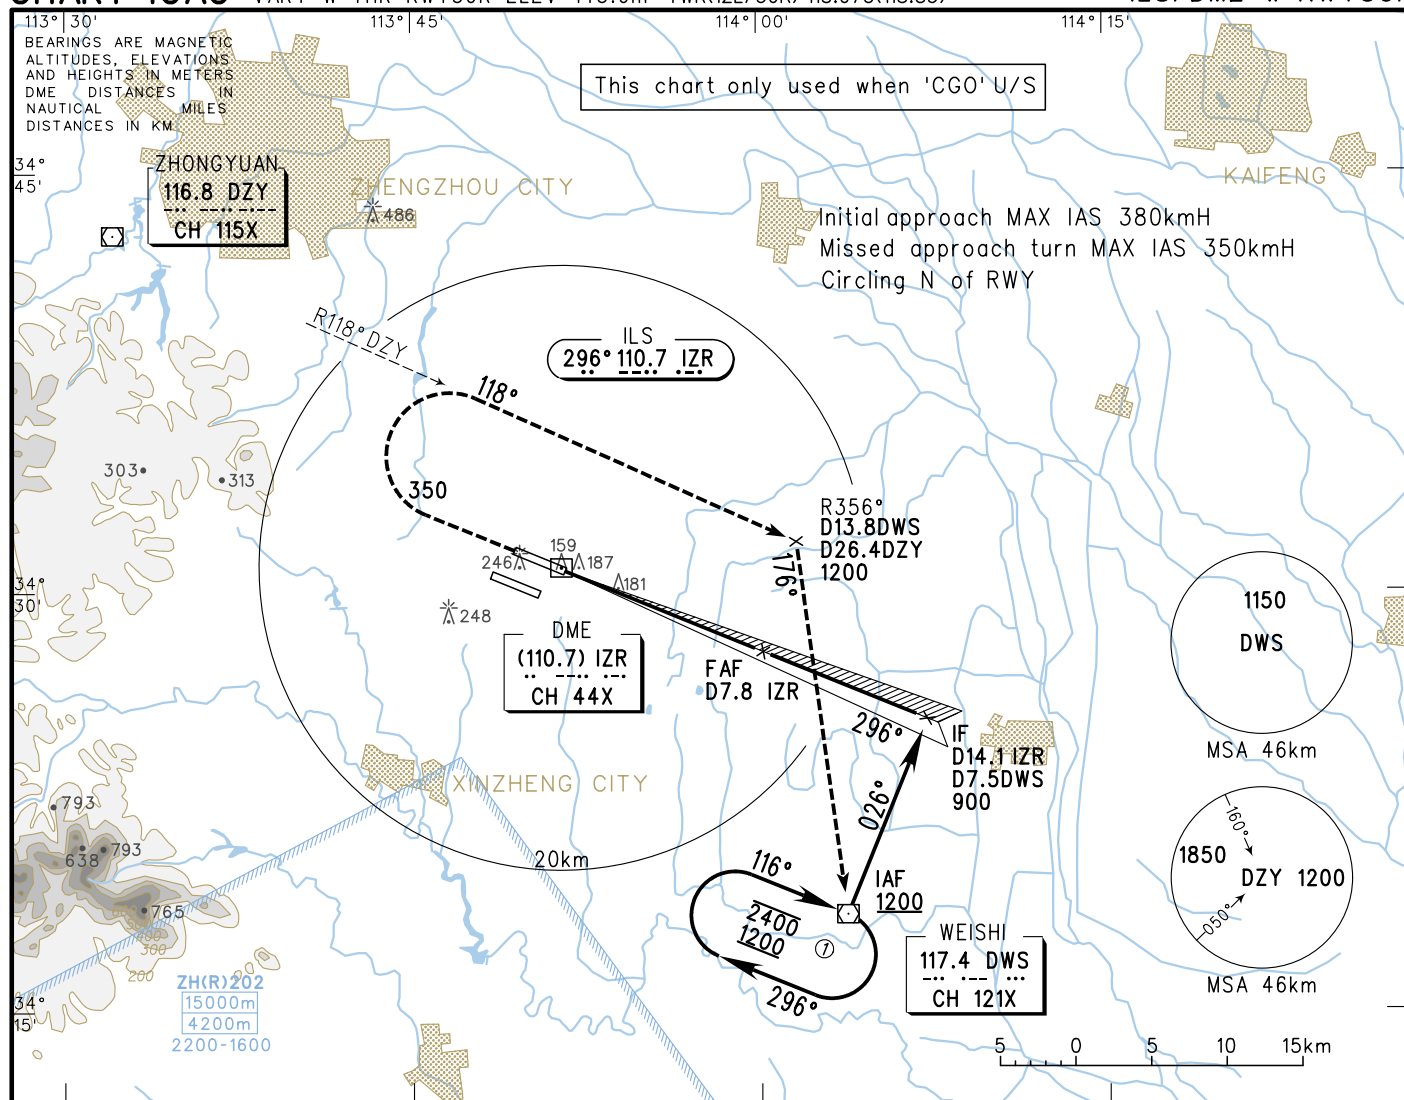 113° 30'
113° 45'
114° 00'
114° 15'
BEARINGS ARE MAGNETIC
ALTITUDES, ELEVATIONS
AND HEIGHTS IN METERS
DME DISTANCES IN
NAUTICAL MILES
DISTANCES IN KM
This chart only used when 'CGO' U/S
34°
45'
ZHONGYUAN
116.8 DZY
CH 115X
ZHENGZHOU CITY
486
KAIFENG
Initial approach MAX IAS 380kmH
Missed approach turn MAX IAS 350kmH
Circling N of RWY
R118° DZY
ILS
296° 110.7 IZR
118°
303
313
350
R356°
D13.8DWS
D26.4DZY
1200
159
246
187
181
176°
34°
30'
248
1150
DWS
MSA 46km
DME
(110.7) IZR
CH 44X
FAF
D7.8 IZR
296°
IF
D14.1 IZR
D7.5DWS
900
XINZHENG CITY
793
638
793
765
026°
20km
116°
IAF
1200
2400
1200
1
296°
WEISHI
117.4 DWS
CH 121X
160°
1850
DZY 1200
050°
MSA 46km
300
200
ZH(R)202
15000m
4200m
2200-1600
34°
15'
5 0 5 10 15km